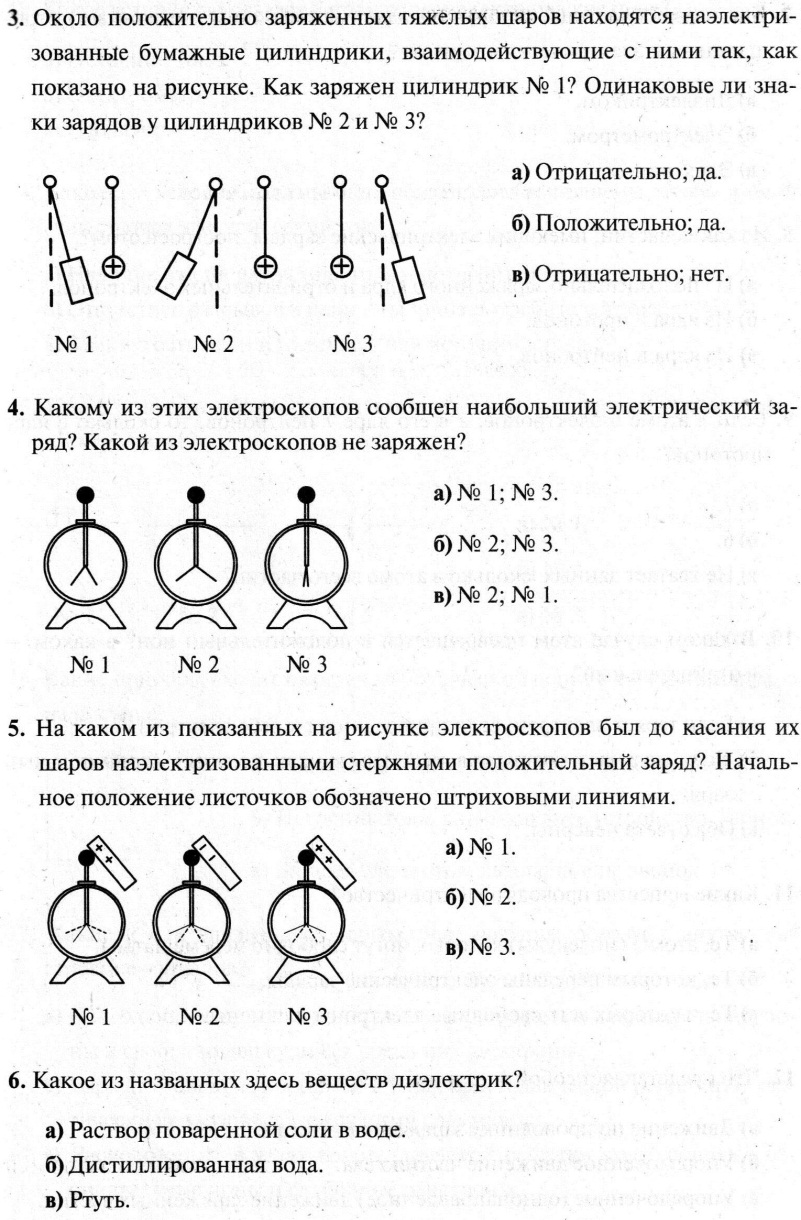 3. Около положительно заряженных тяжёлых шаров находятся наэлектри-
зованные бумажные цилиндрики, взаимодействующие с ними так, как
показано на рисунке. Как заряжен цилиндрик № 1? Одинаковые ли зна-
ки зарядов у цилиндриков № 2 и № 3?
а) Отрицательно; да.
б) Положительно; да.
в) Отрицательно; нет.
№ 1 № 2 № 3
4. Какому из этих электроскопов сообщен наибольший электрический за-
ряд? Какой из электроскопов не заряжен?
а) № 1; № 3.
б) № 2; № 3.
в) № 2; № 1.
№ 1 № 2 № 3
5. На каком из показанных на рисунке электроскопов был до касания их
шаров наэлектризованными стержнями положительный заряд? Началь-
ное положение листочков обозначено штриховыми линиями.
а) № 1.
б) № 2.
в) № 3.
№ 1 № 2 № 3
6. Какое из названных здесь веществ диэлектрик?
а) Раствор поваренной соли в воде.
б) Дистиллированная вода.
в) Ртуть.